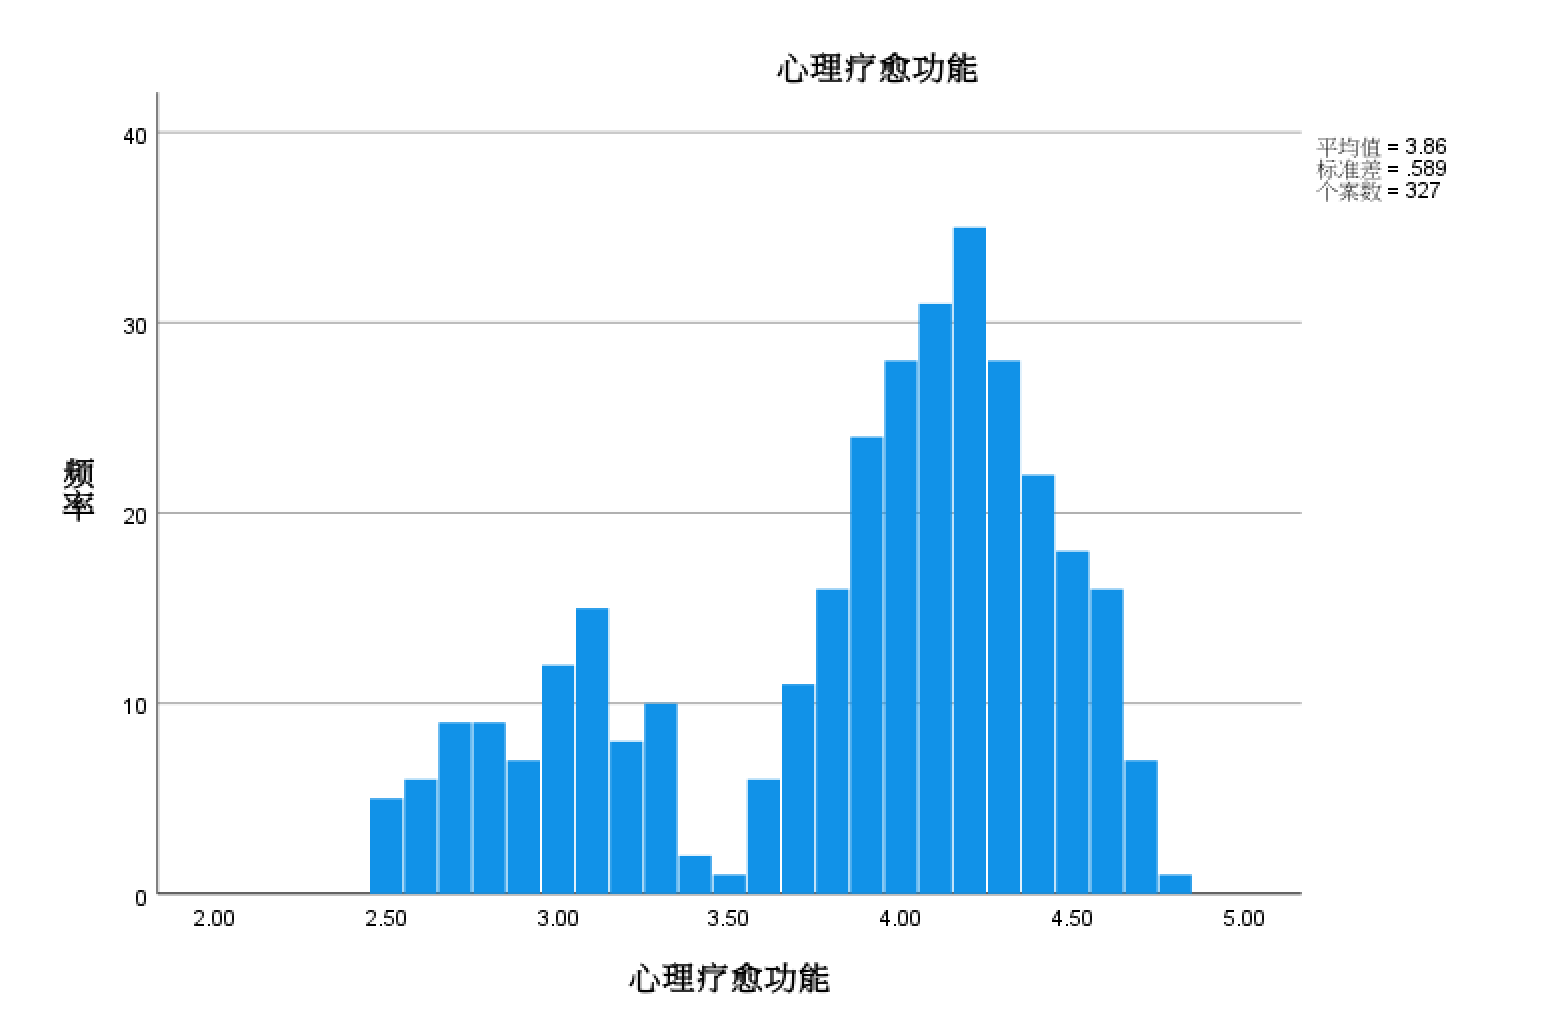 心理疗愈功能
平均值 = 3.86
标准差 = .589
个案数 = 327
频率
40
30
20
10
0
2.00 2.50 3.00 3.50 4.00 4.50 5.00
心理疗愈功能